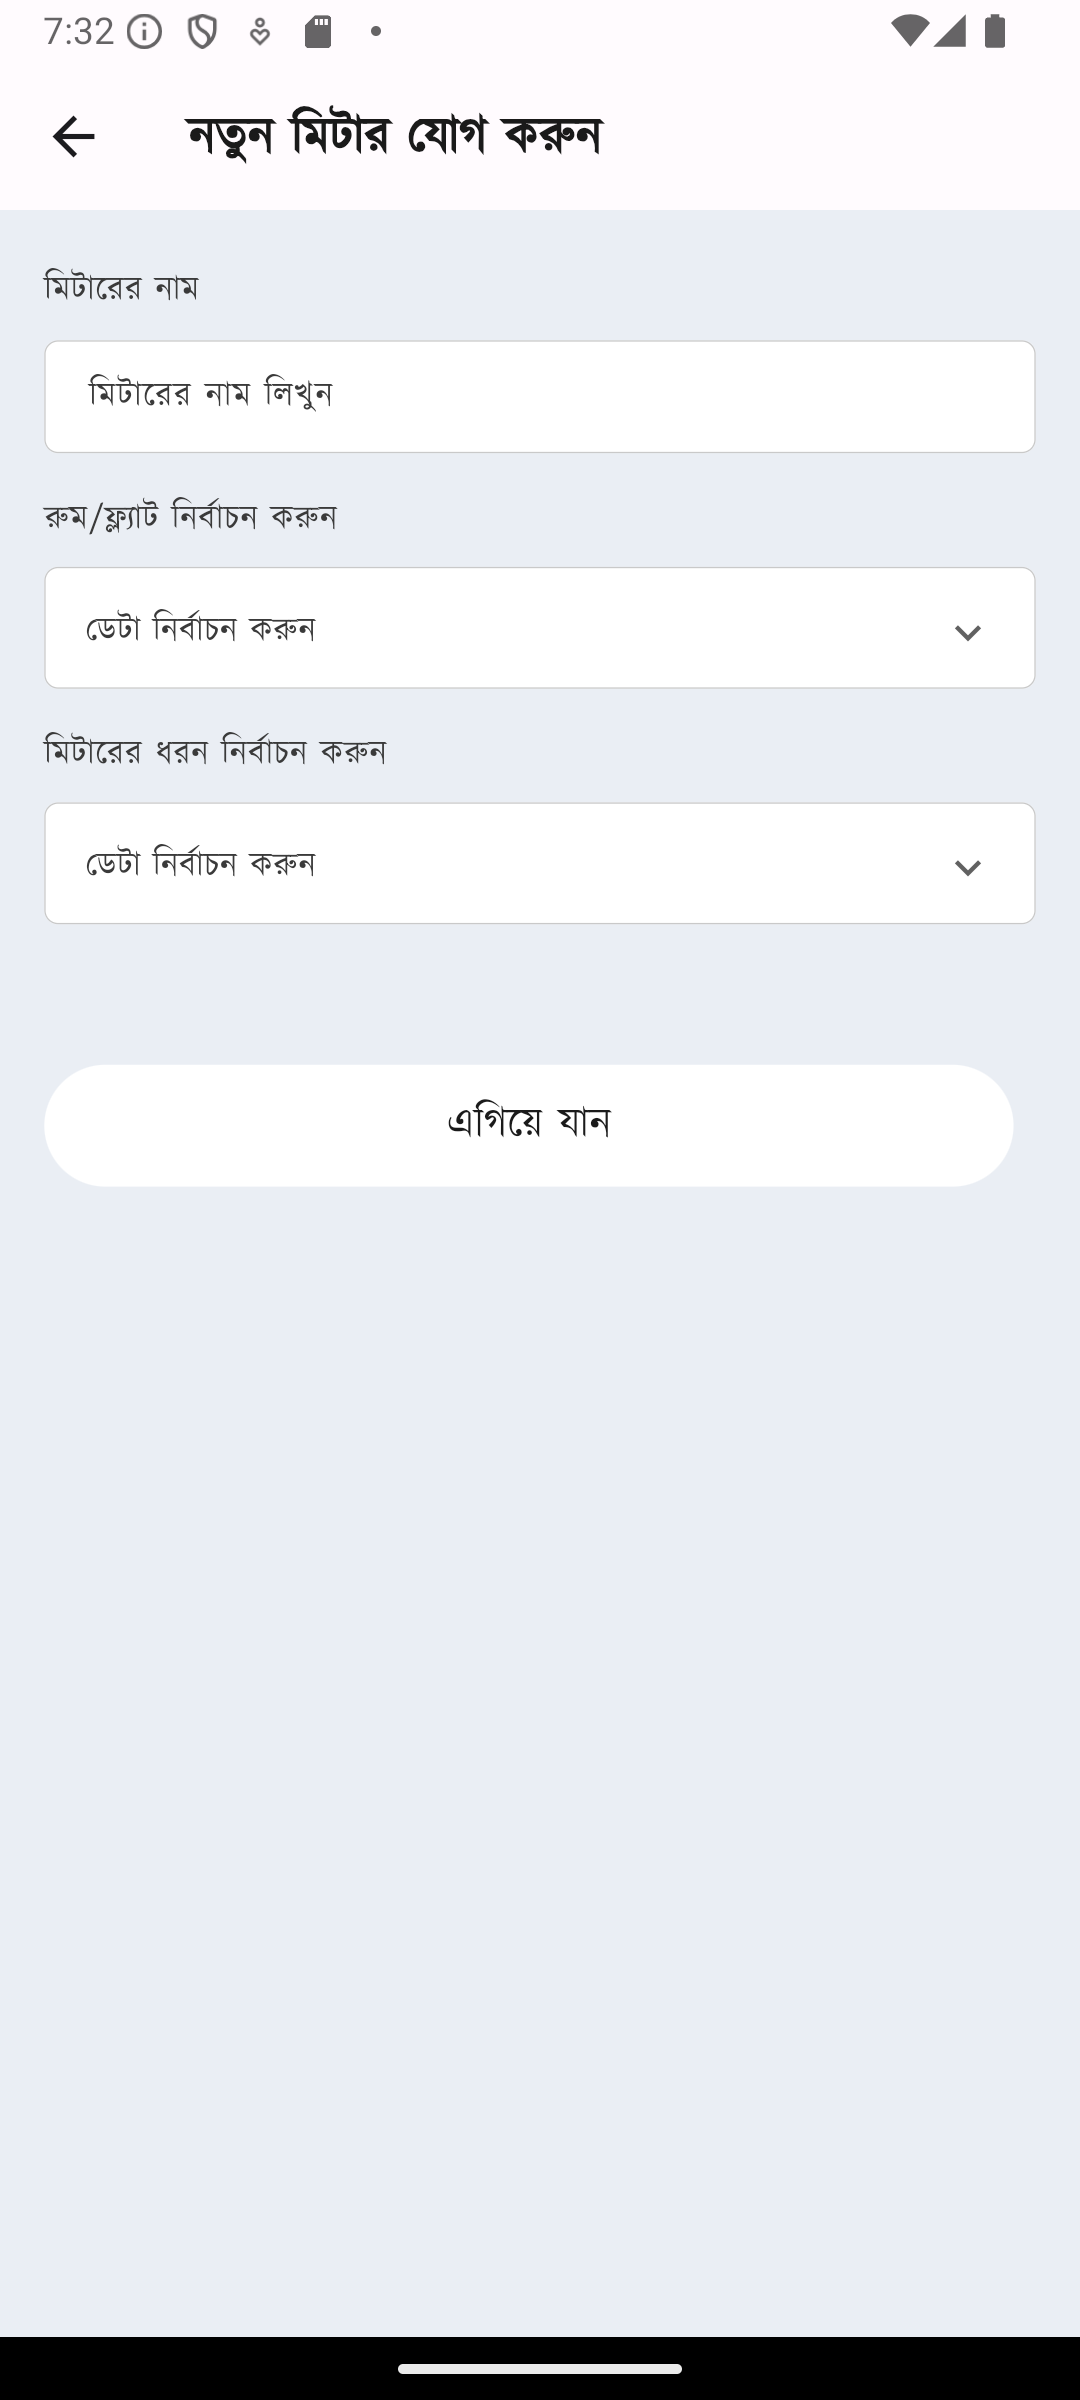 7:32
নতুন মিটার যোগ করুন
মিটারের নাম
মিটারের নাম লিখুন
রুম/ফ্ল্যাট নির্বাচন করুন
ডেটা নির্বাচন করুন
মিটারের ধরন নির্বাচন করুন
ডেটা নির্বাচন করুন
এগিয়ে যান